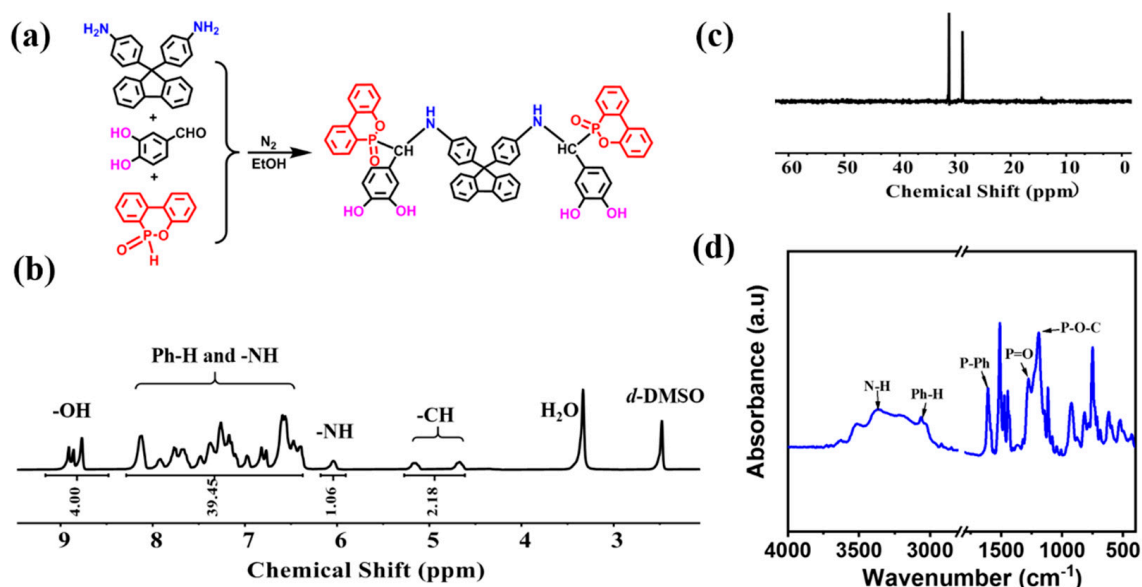 (a)
H₂N
NH₂
+
HO
CHO
HO
+
O
P
O
H
N₂
EtOH
O
P
O
H
N
CH
HO
OH
H
N
O
P
O
HC
HO
OH
(b)
Ph-H and -NH
-OH
-NH
-CH
H₂O
d-DMSO
4.00
39.45
1.06
2.18
9 8 7 6 5 4 3
Chemical Shift (ppm)
(c)
60 50 40 30 20 10 0
Chemical Shift (ppm)
(d)
Absorbance (a.u)
N-H
Ph-H
P-Ph
P=O
P-O-C
4000 3500 3000 1500 1000 500
Wavenumber (cm⁻¹)